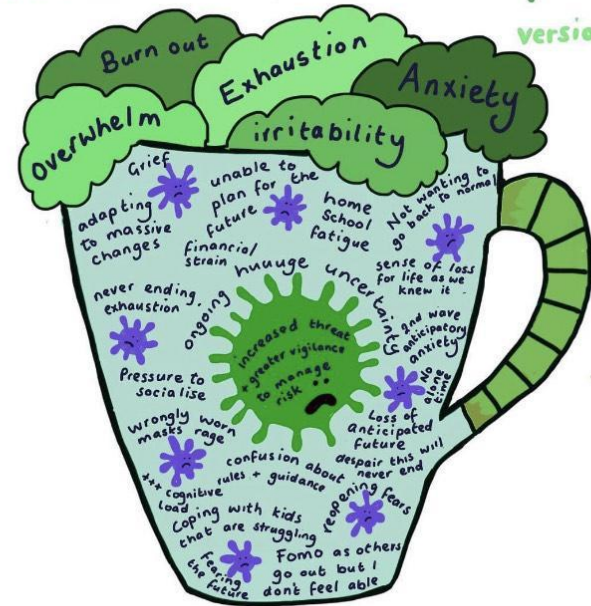 versio
Burn out
Exhaustion
Anxiety
overwhelm
irritability
Grief
unable to
plan for the
future
home
school
fatigue
Not wanting to
go back to normal
adapting
to massive
changes
financial
strain
sense of loss
for life as we
knew it
never ending,
exhaustion
ongoing huuuge uncertainty
2nd wave
anticipatory
anxiety
increased threat
+ greater vigilance
to manage
risk
No
alone
time
Pressure to
socialise
Loss of
anticipated
future
wrongly worn
masks rage
confusion about
rules + guidance
despair this will
never end
xxx cognitive
load
reopening fears
Coping with kids
that are struggling
fearing
the future
Fomo as others
go out but I
don't feel able